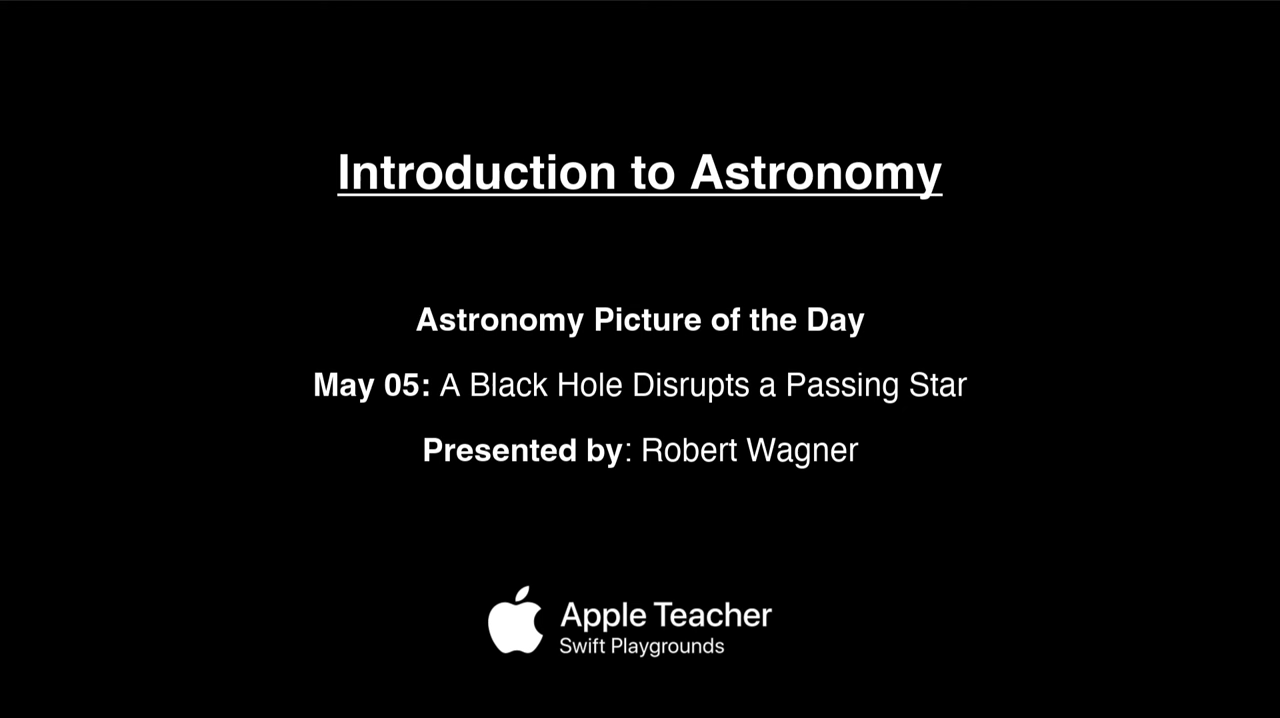 Introduction to Astronomy
Astronomy Picture of the Day
May 05: A Black Hole Disrupts a Passing Star
Presented by: Robert Wagner
Apple Teacher
Swift Playgrounds